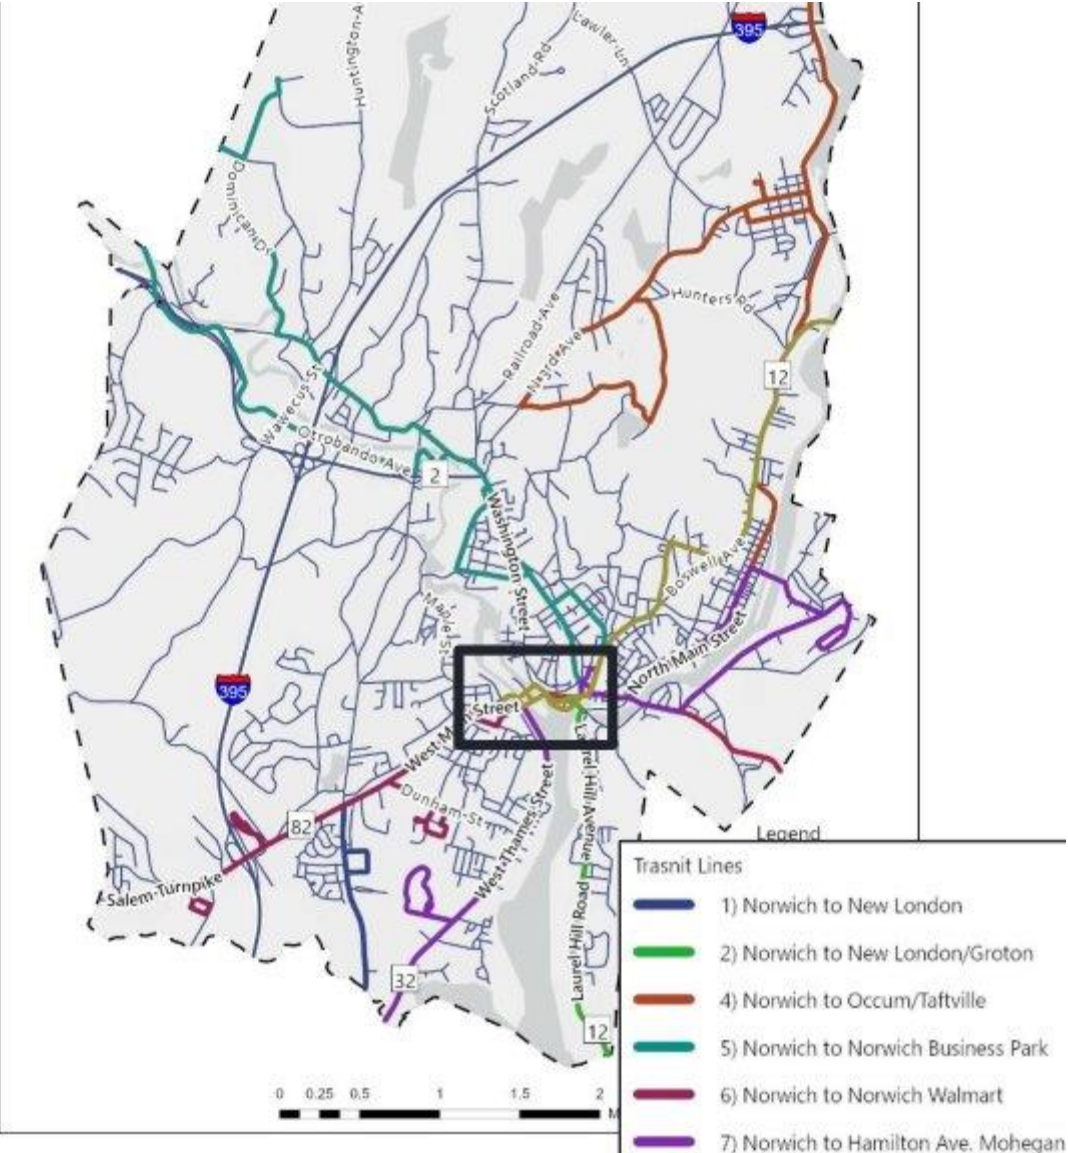 395
Huntington-A
Scotland-Rd
Lawler-Ln
Dominican-D
Hunters-Rd
Railroad-Ave
N-3rd-Ave
12
Wawecus-St
Otrobando-Ave
2
Washington Street
Boswell-Ave
Maple-St
North Main Street
395
West-M in-Street
82
Dunham-St
Salem-Turnpike
West-Thames-Street
Laurel Hill-Avenue
Laurel Hill Road
32
12
0 0.25 0.5 1 1.5 2
M
Legend
Trasnit Lines
1) Norwich to New London
2) Norwich to New London/Groton
4) Norwich to Occum/Taftville
5) Norwich to Norwich Business Park
6) Norwich to Norwich Walmart
7) Norwich to Hamilton Ave. Mohegan